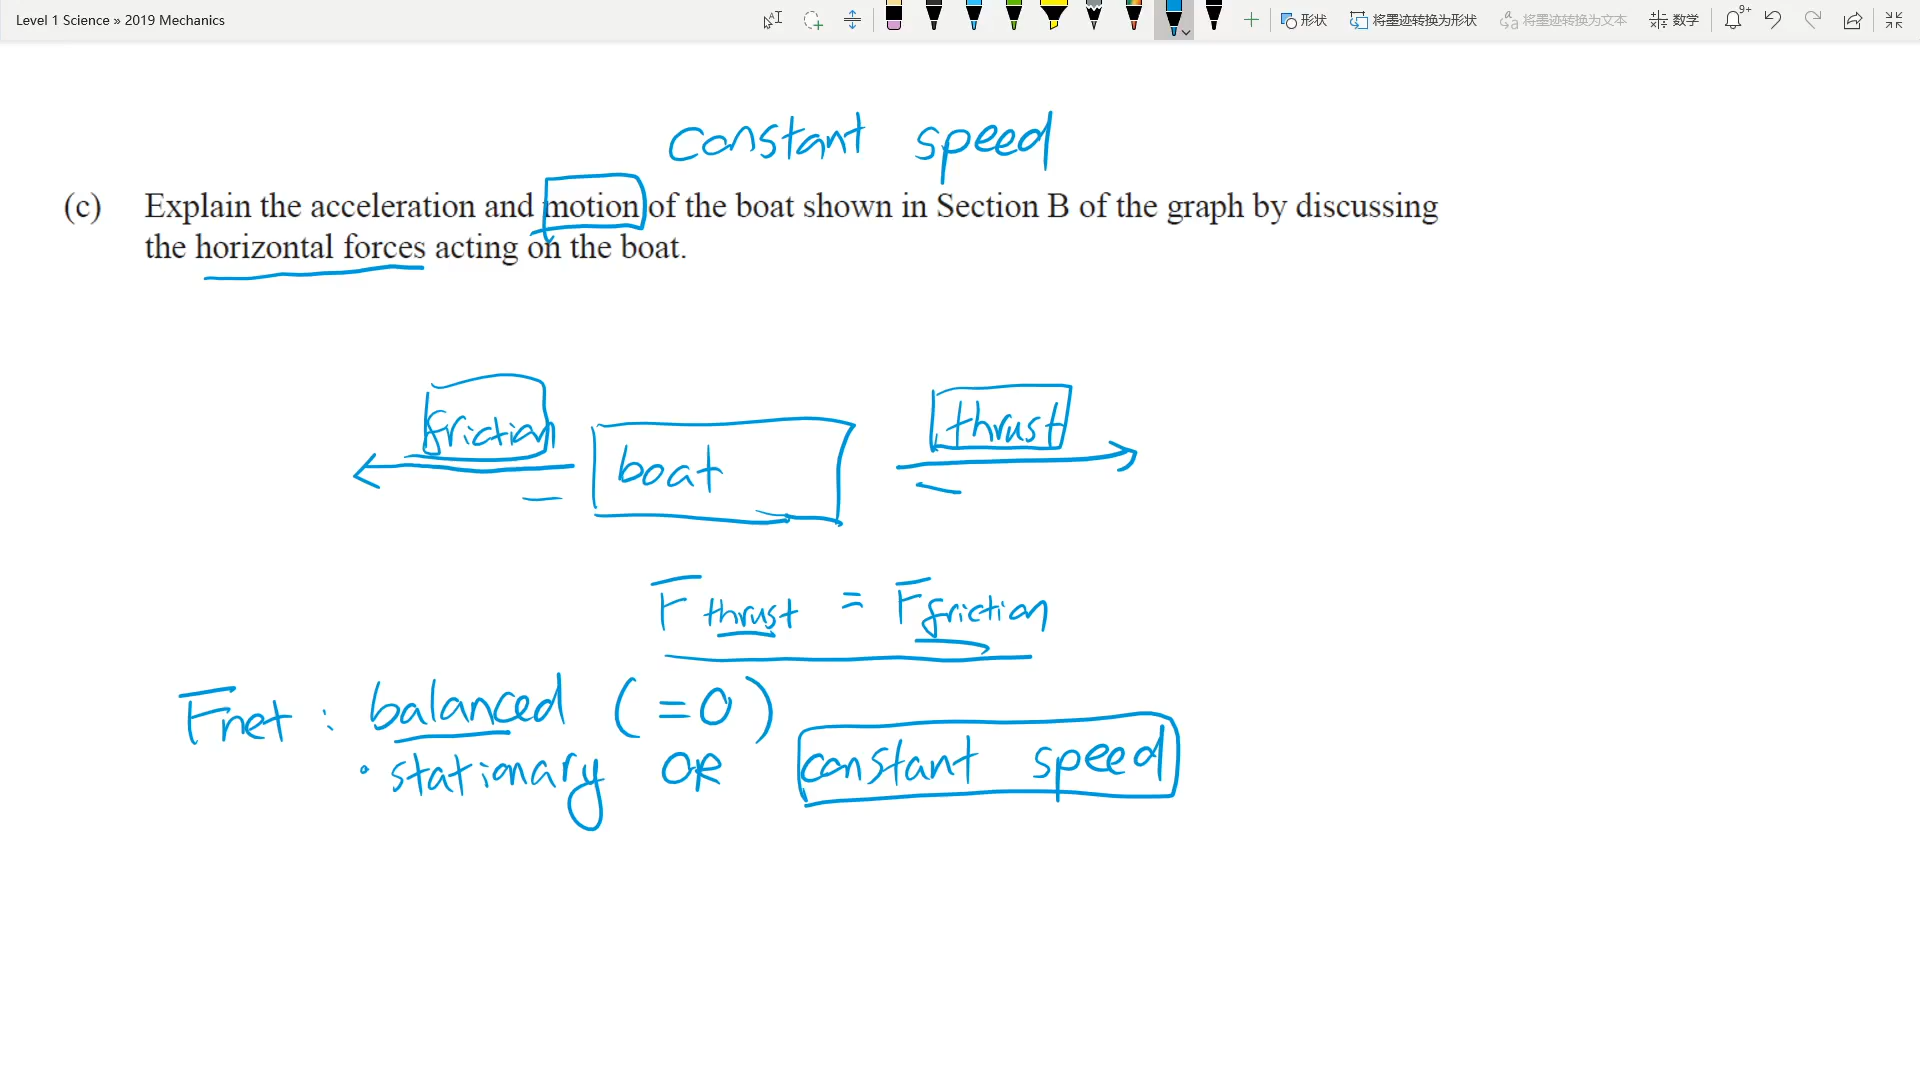 Level 1 Science » 2019 Mechanics
形状
将墨迹转换为形状
将墨迹转换为文本
数学
9+
constant speed
(c) Explain the acceleration and motion of the boat shown in Section B of the graph by discussing
the horizontal forces acting on the boat.
friction
boat
thrust
F thrust = F friction
Fnet : balanced (=0)
• stationary OR constant speed